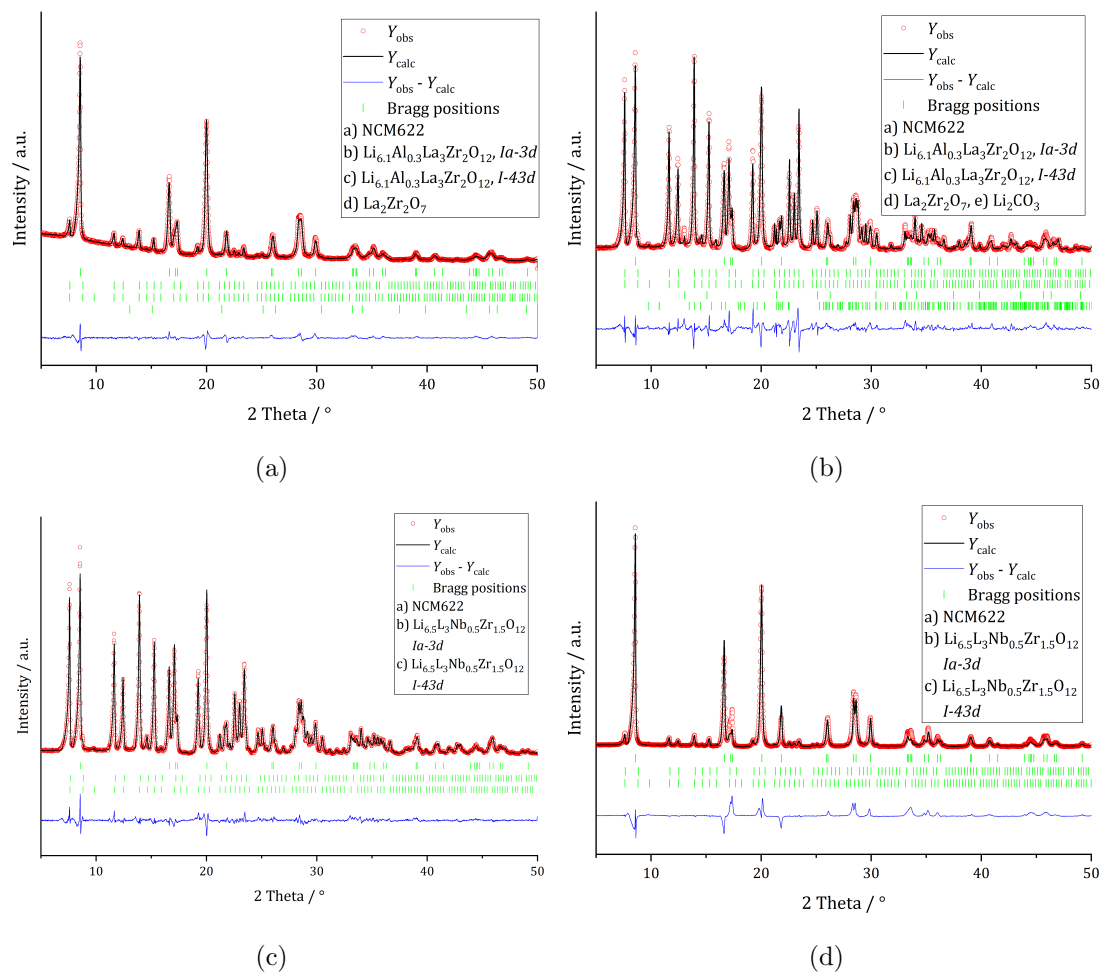 Intensity / a.u.
Y_obs
Y_calc
Y_obs - Y_calc
Bragg positions
a) NCM622
b) Li6.1Al0.3La3Zr2O12, Ia-3d
c) Li6.1Al0.3La3Zr2O12, I-43d
d) La2Zr2O7
10 20 30 40 50
2 Theta / °
(a)
Intensity / a.u.
Y_obs
Y_calc
Y_obs - Y_calc
Bragg positions
a) NCM622
b) Li6.1Al0.3La3Zr2O12, Ia-3d
c) Li6.1Al0.3La3Zr2O12, I-43d
d) La2Zr2O7, e) Li2CO3
10 20 30 40 50
2 Theta / °
(b)
Intensity / a.u.
Y_obs
Y_calc
Y_obs - Y_calc
Bragg positions
a) NCM622
b) Li6.5L3Nb0.5Zr1.5O12
Ia-3d
c) Li6.5L3Nb0.5Zr1.5O12
I-43d
10 20 30 40 50
2 Theta / °
(c)
Intensity / a.u.
Y_obs
Y_calc
Y_obs - Y_calc
Bragg positions
a) NCM622
b) Li6.5L3Nb0.5Zr1.5O12
Ia-3d
c) Li6.5L3Nb0.5Zr1.5O12
I-43d
10 20 30 40 50
2 Theta / °
(d)